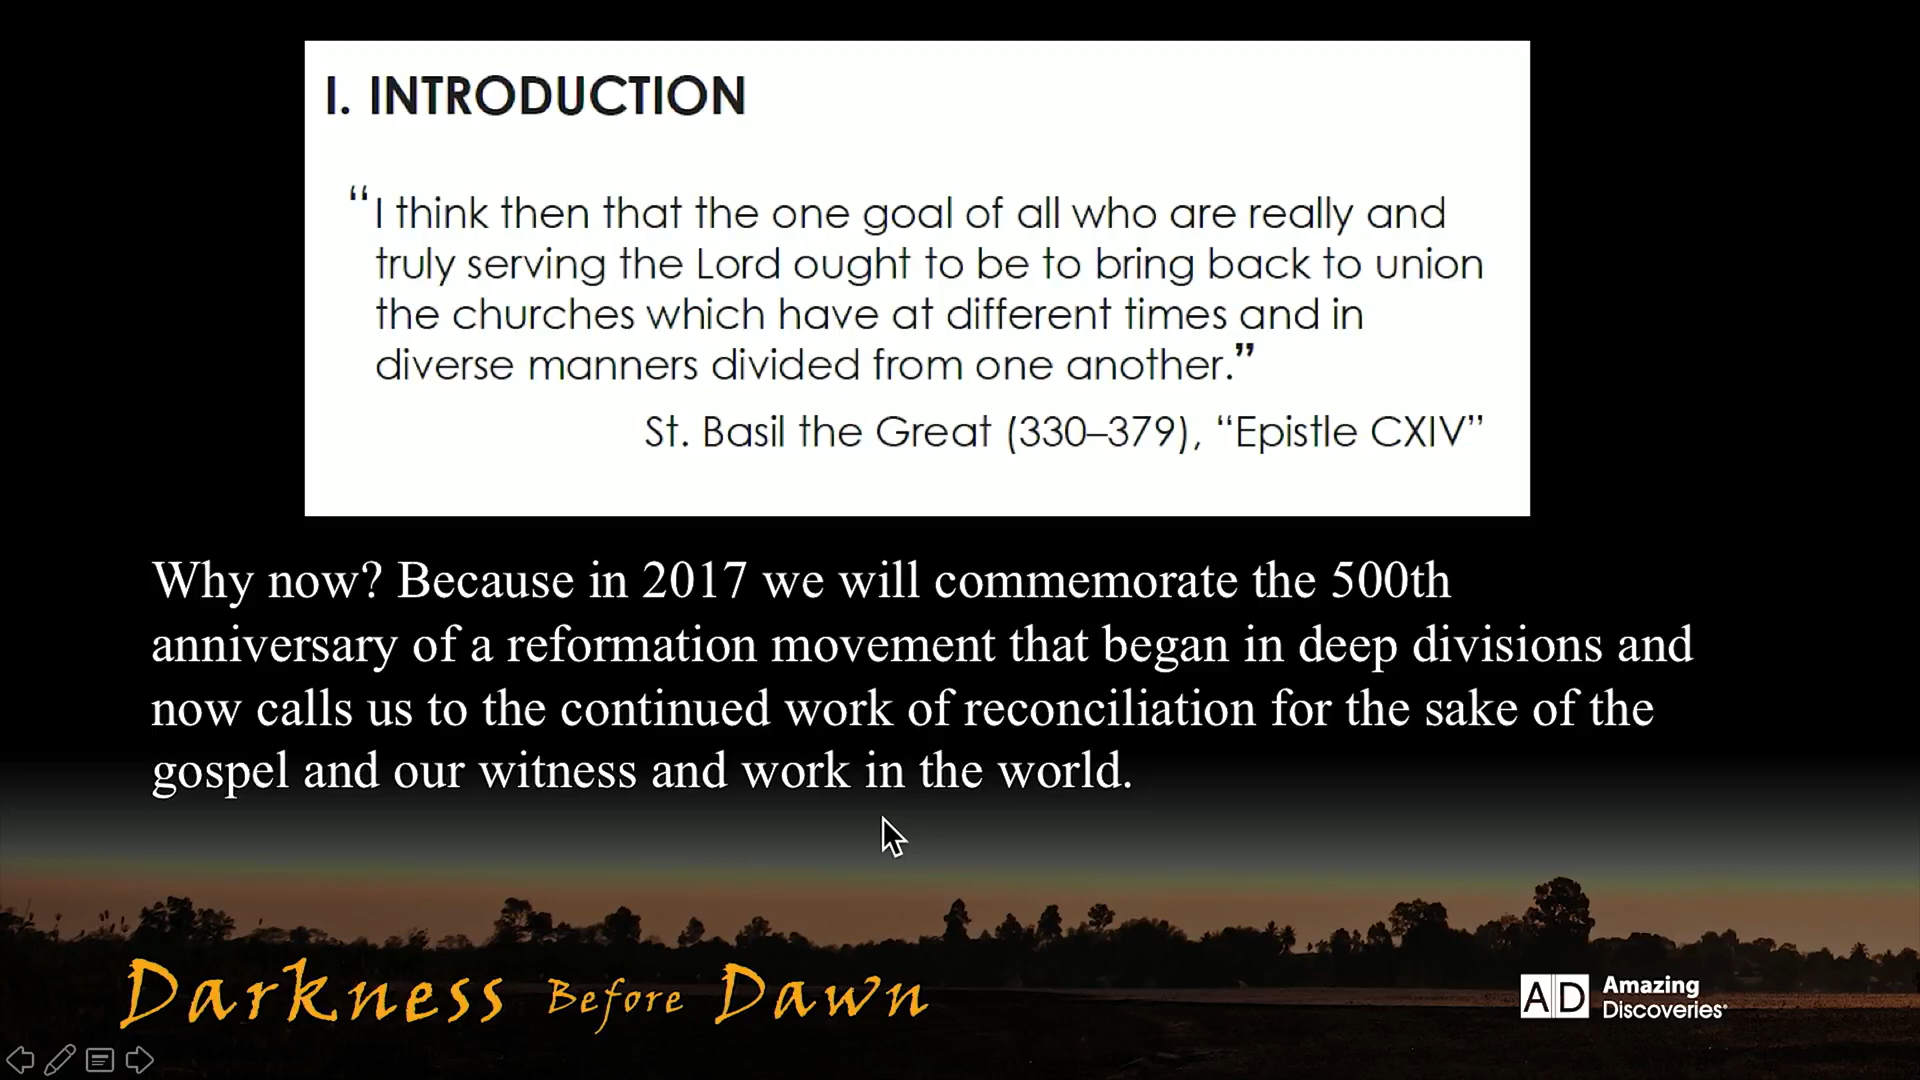 I. INTRODUCTION
“I think then that the one goal of all who are really and
truly serving the Lord ought to be to bring back to union
the churches which have at different times and in
diverse manners divided from one another.”
St. Basil the Great (330–379), “Epistle CXIV”
Why now? Because in 2017 we will commemorate the 500th
anniversary of a reformation movement that began in deep divisions and
now calls us to the continued work of reconciliation for the sake of the
gospel and our witness and work in the world.
Darkness Before Dawn
AD Amazing
Discoveries